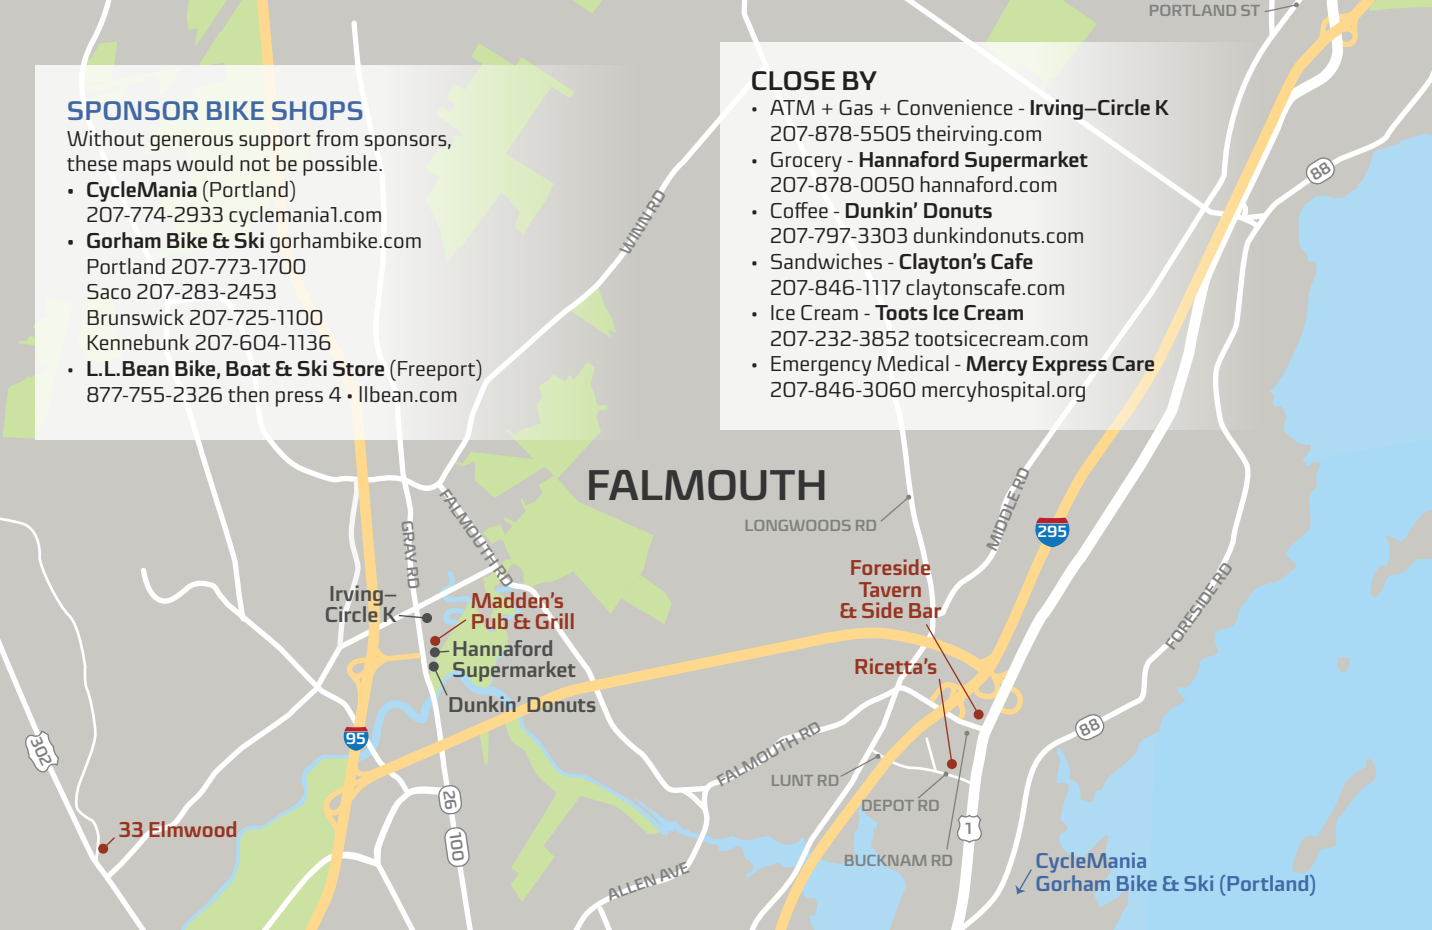 PORTLAND ST
SPONSOR BIKE SHOPS
Without generous support from sponsors,
these maps would not be possible.
• CycleMania (Portland)
207-774-2933 cyclemania1.com
• Gorham Bike & Ski gorhambike.com
Portland 207-773-1700
Saco 207-283-2453
Brunswick 207-725-1100
Kennebunk 207-604-1136
• L.L.Bean Bike, Boat & Ski Store (Freeport)
877-755-2326 then press 4 • llbean.com
CLOSE BY
• ATM + Gas + Convenience - Irving–Circle K
207-878-5505 theirving.com
• Grocery - Hannaford Supermarket
207-878-0050 hannaford.com
• Coffee - Dunkin’ Donuts
207-797-3303 dunkindonuts.com
• Sandwiches - Clayton’s Cafe
207-846-1117 claytonscafe.com
• Ice Cream - Toots Ice Cream
207-232-3852 tootsicecream.com
• Emergency Medical - Mercy Express Care
207-846-3060 mercyhospital.org
88
WINN RD
FALMOUTH
LONGWOODS RD
MIDDLE RD
295
FALMOUTH RD
GRAY RD
Foreside
Tavern
& Side Bar
FORESIDE RD
Irving–
Circle K
Madden’s
Pub & Grill
Hannaford
Supermarket
Dunkin’ Donuts
Ricetta’s
95
302
88
FALMOUTH RD
LUNT RD
DEPOT RD
26
100
33 Elmwood
1
BUCKNAM RD
ALLEN AVE
CycleMania
Gorham Bike & Ski (Portland)